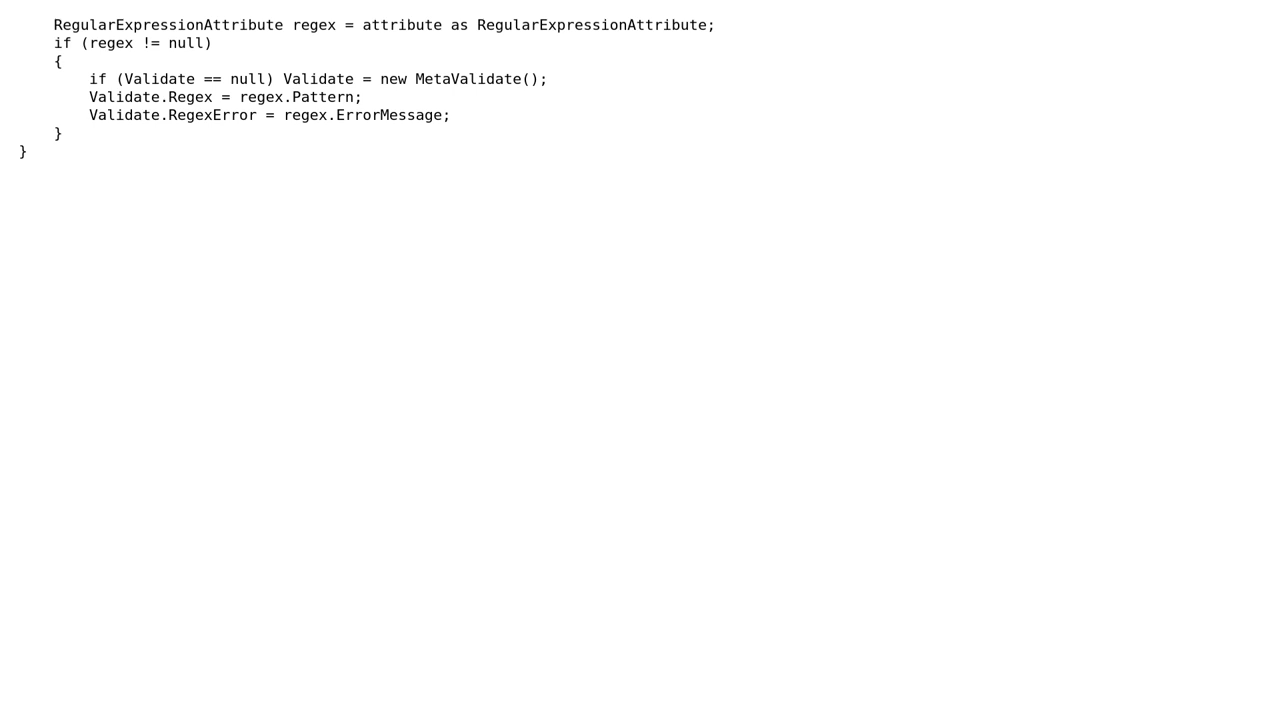 RegularExpressionAttribute regex = attribute as RegularExpressionAttribute;
    if (regex != null)
    {
        if (Validate == null) Validate = new MetaValidate();
        Validate.Regex = regex.Pattern;
        Validate.RegexError = regex.ErrorMessage;
    }
}